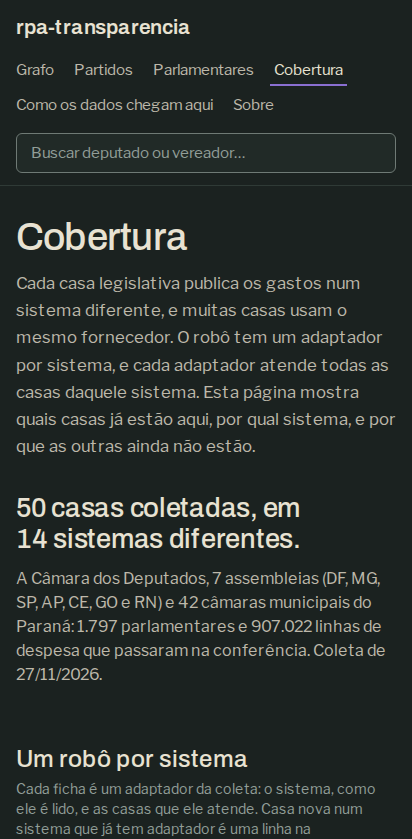 rpa-transparencia
Grafo Partidos Parlamentares Cobertura
Como os dados chegam aqui Sobre
Buscar deputado ou vereador...
Cobertura
Cada casa legislativa publica os gastos num
sistema diferente, e muitas casas usam o
mesmo fornecedor. O robô tem um adaptador
por sistema, e cada adaptador atende todas as
casas daquele sistema. Esta página mostra
quais casas já estão aqui, por qual sistema, e por
que as outras ainda não estão.
50 casas coletadas, em
14 sistemas diferentes.
A Câmara dos Deputados, 7 assembleias (DF, MG,
SP, AP, CE, GO e RN) e 42 câmaras municipais do
Paraná: 1.797 parlamentares e 907.022 linhas de
despesa que passaram na conferência. Coleta de
27/11/2026.
Um robô por sistema
Cada ficha é um adaptador da coleta: o sistema, como
ele é lido, e as casas que ele atende. Casa nova num
sistema que já tem adaptador é uma linha na